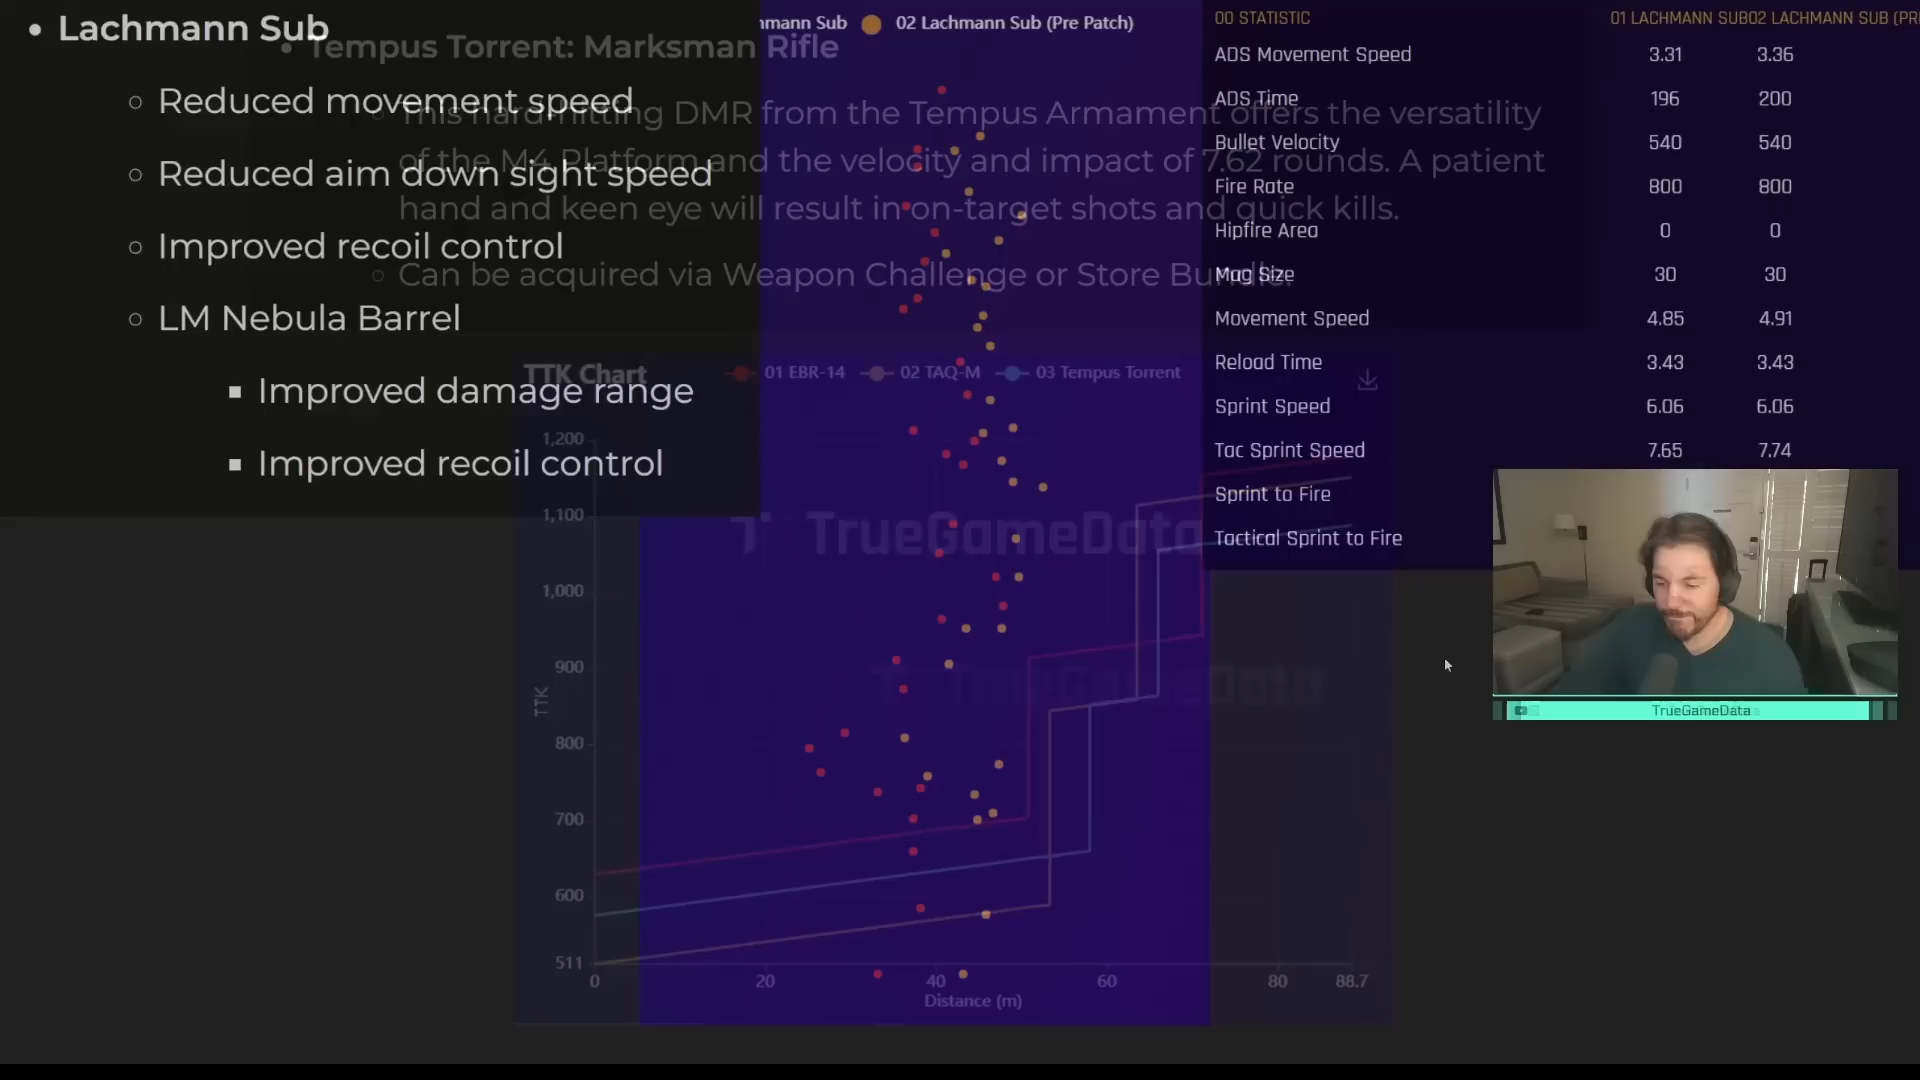 Lachmann Sub
Reduced movement speed
Reduced aim down sight speed
Improved recoil control
LM Nebula Barrel
Improved damage range
Improved recoil control
Tempus Torrent: Marksman Rifle
This hard-hitting DMR from the Tempus Armament offers the versatility
of the M4 Platform and the velocity and impact of 7.62 rounds. A patient
hand and keen eye will result in on-target shots and quick kills.
Can be acquired via Weapon Challenge or Store Bundle.
hmann Sub 02 Lachmann Sub (Pre Patch)
00 STATISTIC 01 LACHMANN SUB 02 LACHMANN SUB (PR
ADS Movement Speed 3.31 3.36
ADS Time 196 200
Bullet Velocity 540 540
Fire Rate 800 800
Hipfire Area 0 0
Mag Size 30 30
Movement Speed 4.85 4.91
Reload Time 3.43 3.43
Sprint Speed 6.06 6.06
Tac Sprint Speed 7.65 7.74
Sprint to Fire
Tactical Sprint to Fire
TTK Chart 01 EBR-14 02 TAQ-M 03 Tempus Torrent
1,200
1,100
1,000
900
800
700
600
511
TTK
0 20 40 60 80 88.7
Distance (m)
TrueGameData
TrueGameData
TrueGameData